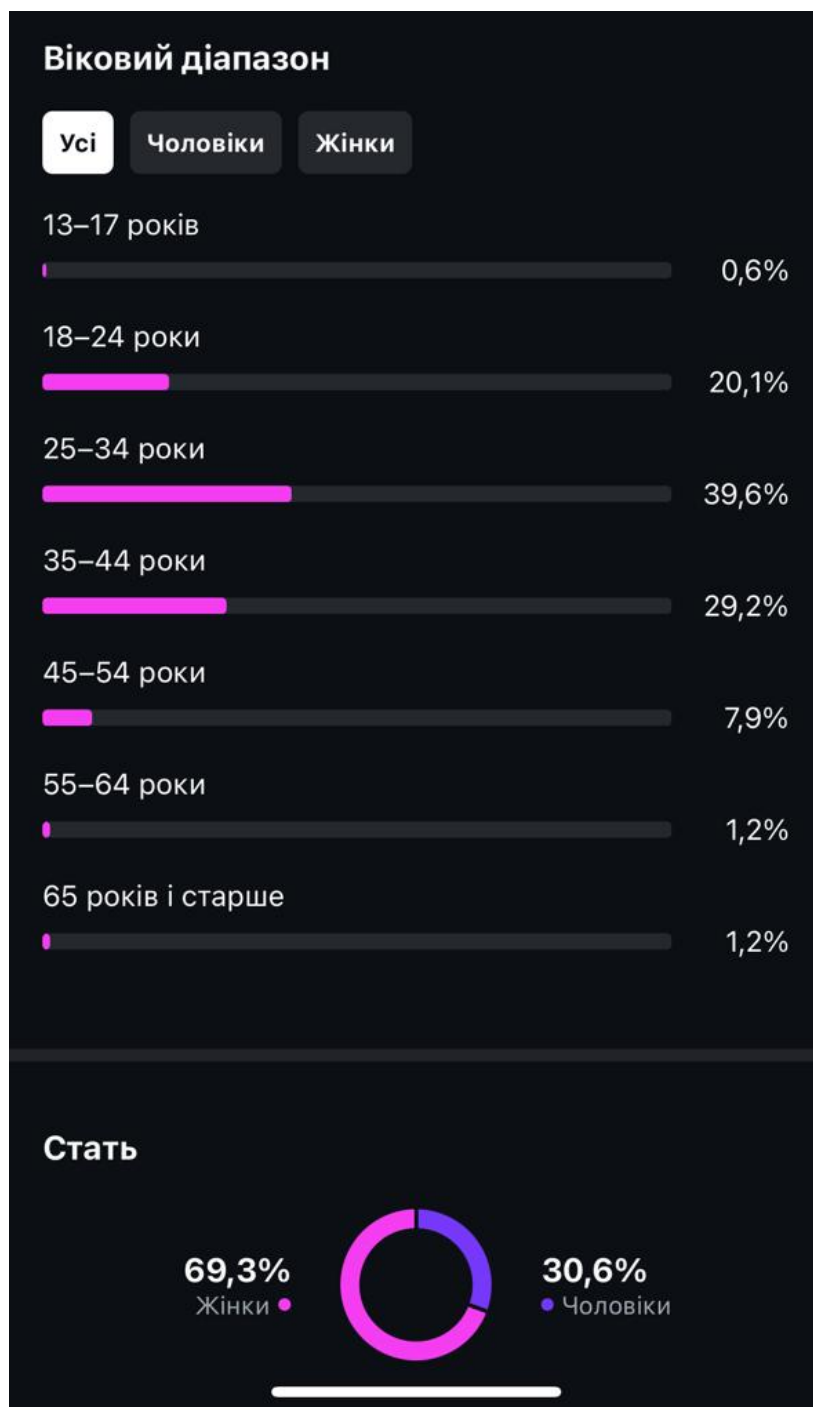 Віковий діапазон
Усі Чоловіки Жінки
13–17 років
0,6%
18–24 роки
20,1%
25–34 роки
39,6%
35–44 роки
29,2%
45–54 роки
7,9%
55–64 роки
1,2%
65 років і старше
1,2%
Стать
69,3% 30,6%
Жінки Чоловіки